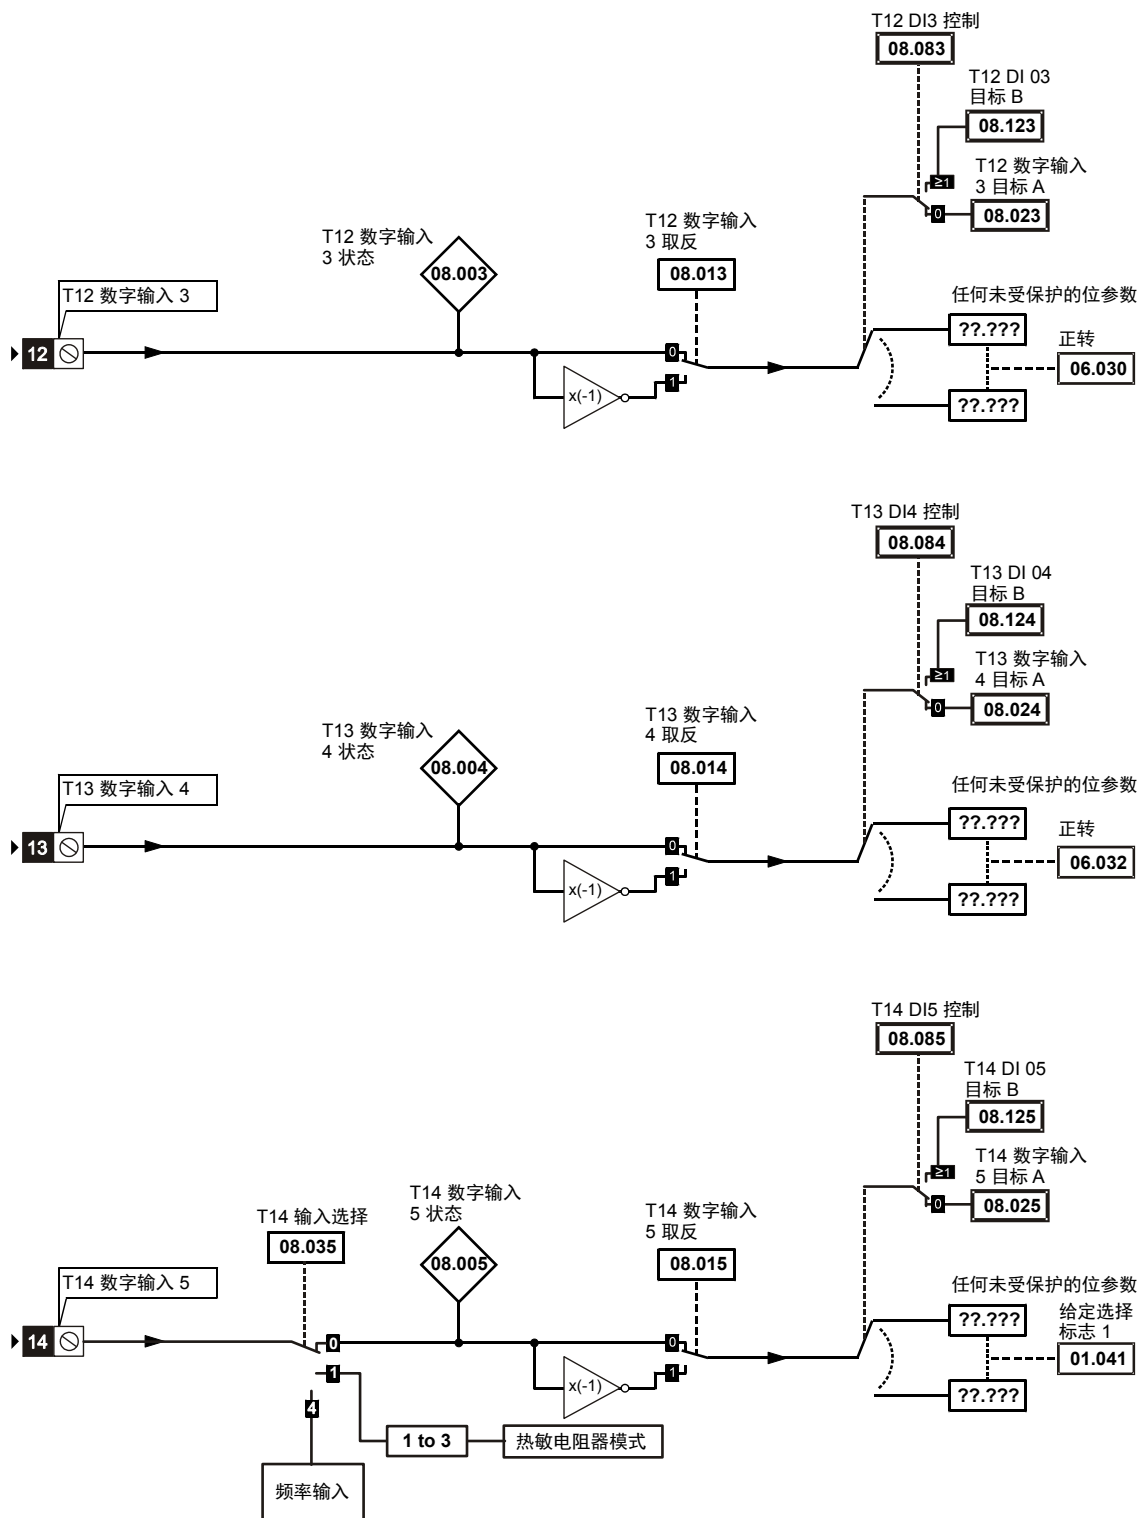 T12 DI3 控制
08.083
T12 DI 03
目标 B
08.123
≥1
T12 数字输入
3 目标 A
0
08.023
T12 数字输入
3 状态
08.003
T12 数字输入
3 取反
08.013
T12 数字输入 3
12
0
1
x(-1)
任何未受保护的位参数
??.???
正转
06.030
??.???
T13 DI4 控制
08.084
T13 DI 04
目标 B
08.124
≥1
T13 数字输入
4 目标 A
0
08.024
T13 数字输入
4 状态
08.004
T13 数字输入
4 取反
08.014
T13 数字输入 4
13
0
1
x(-1)
任何未受保护的位参数
??.???
正转
06.032
??.???
T14 DI5 控制
08.085
T14 DI 05
目标 B
08.125
≥1
T14 数字输入
5 目标 A
0
08.025
T14 输入选择
08.035
T14 数字输入
5 状态
08.005
T14 数字输入
5 取反
08.015
T14 数字输入 5
14
0
1
4
0
1
x(-1)
任何未受保护的位参数
??.???
给定选择
标志 1
01.041
??.???
1 to 3
热敏电阻器模式
频率输入